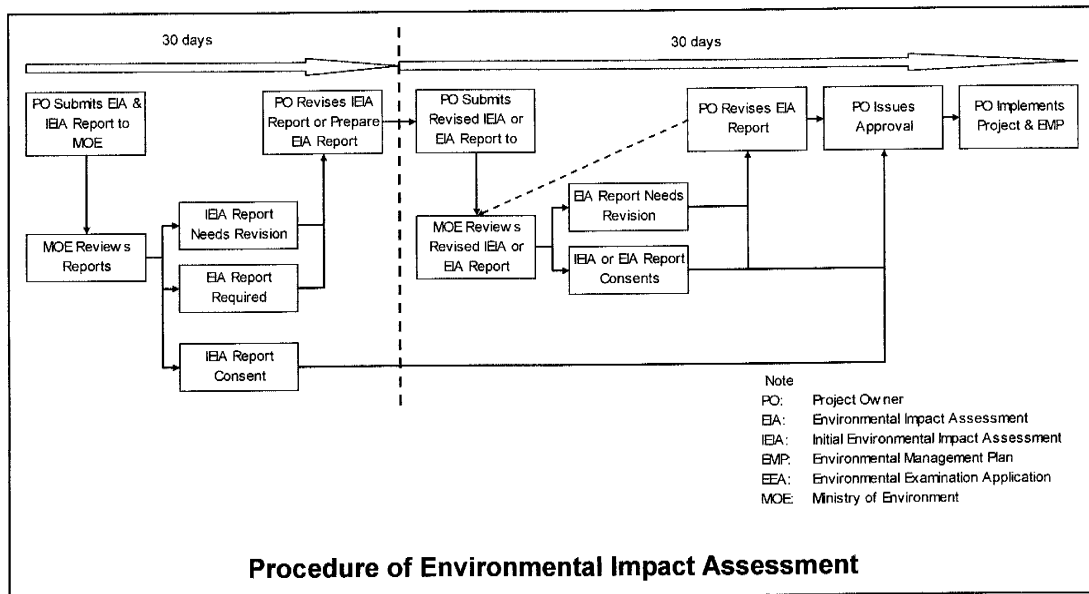 30 days
30 days
PO Submits EIA &
IEIA Report to
MOE
PO Revises IEIA
Report or Prepare
EIA Report
PO Submits
Revised IEIA or
EIA Report to
PO Revises EIA
Report
PO Issues
Approval
PO Implements
Project & EMP
MOE Review's
Reports
IEIA Report
Needs Revision
EIA Report
Required
IEIA Report
Consent
MOE Review's
Revised IEIA or
EIA Report
EIA Report Needs
Revision
IEIA or EIA Report
Consents
Note
PO: Project Owner
EIA: Environmental Impact Assessment
IEIA: Initial Environmental Impact Assessment
EMP: Environmental Management Plan
EEA: Environmental Examination Application
MOE: Ministry of Environment
Procedure of Environmental Impact Assessment